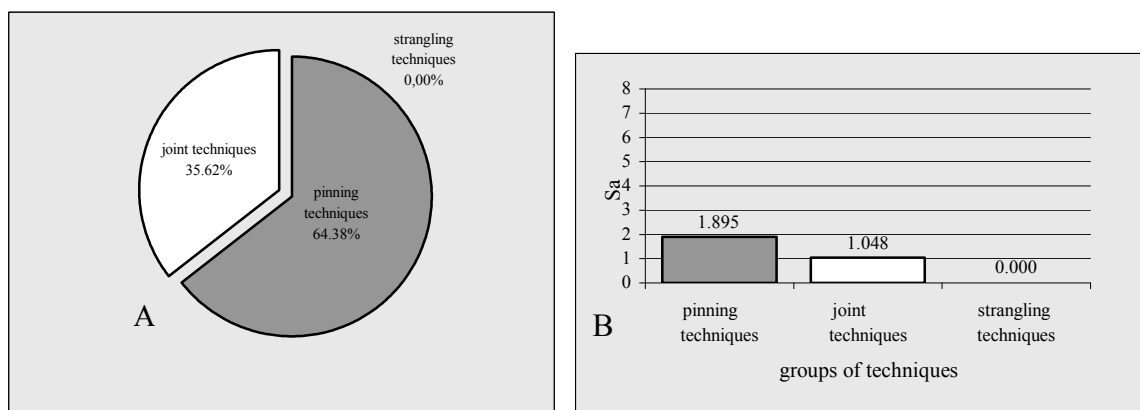 strangling
techniques
0,00%
joint techniques
35.62%
pinning
techniques
64.38%
A
8
7
6
5
4
3
2
1
0
Sa
1.895
1.048
0.000
pinning
techniques
joint
techniques
strangling
techniques
B
groups of techniques